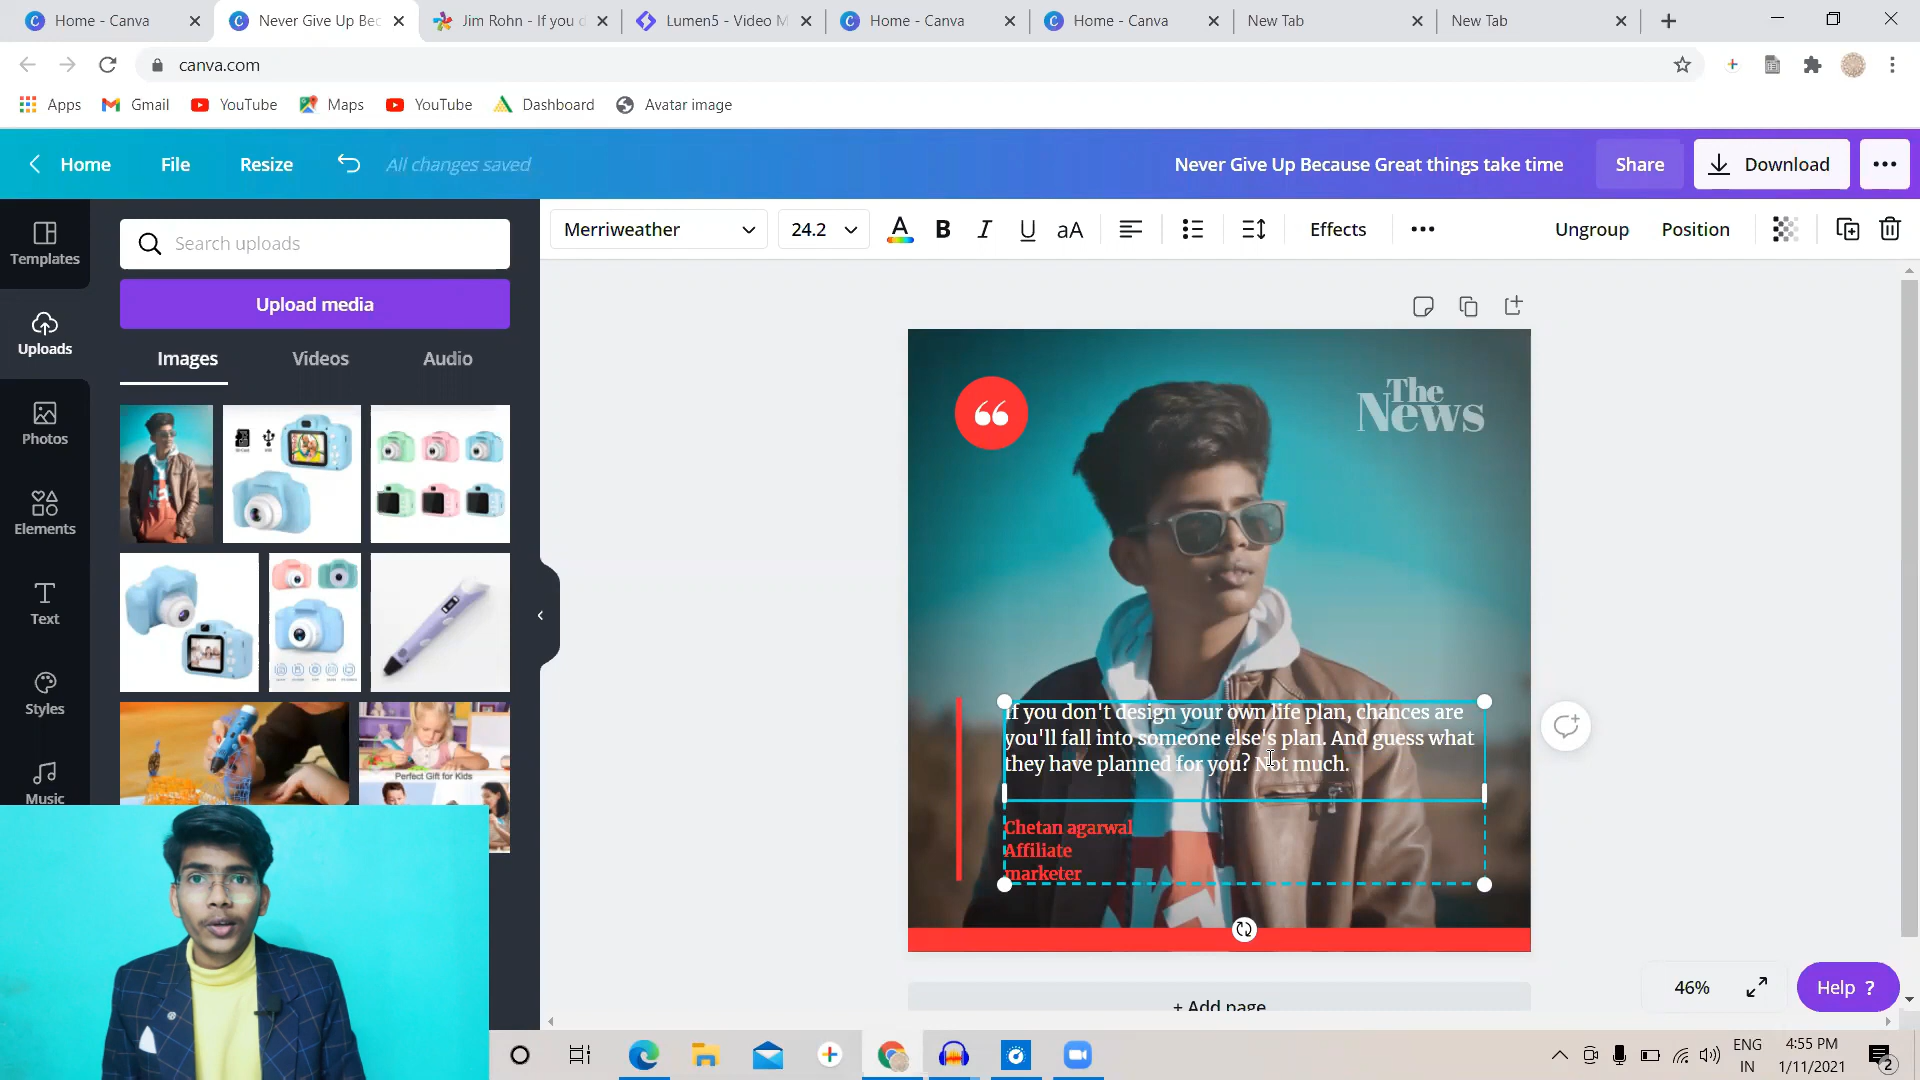 Home - Canva
Never Give Up Bec
Jim Rohn - If you d
Lumen5 - Video M
Home - Canva
Home - Canva
New Tab
New Tab
canva.com
Apps
Gmail
YouTube
Maps
YouTube
Dashboard
Avatar image
Home
File
Resize
All changes saved
Never Give Up Because Great things take time
Share
Download
Templates
Uploads
Photos
Elements
Text
Styles
Music
Search uploads
Upload media
Images
Videos
Audio
Perfect Gift for Kids
Merriweather
24.2
A
B
I
U
aA
Effects
Ungroup
Position
The
News
If you don't design your own life plan, chances are
you'll fall into someone else's plan. And guess what
they have planned for you? Not much.
Chetan agarwal
Affiliate
marketer
+ Add page
46%
Help ?
ENG
IN
4:55 PM
1/11/2021
2